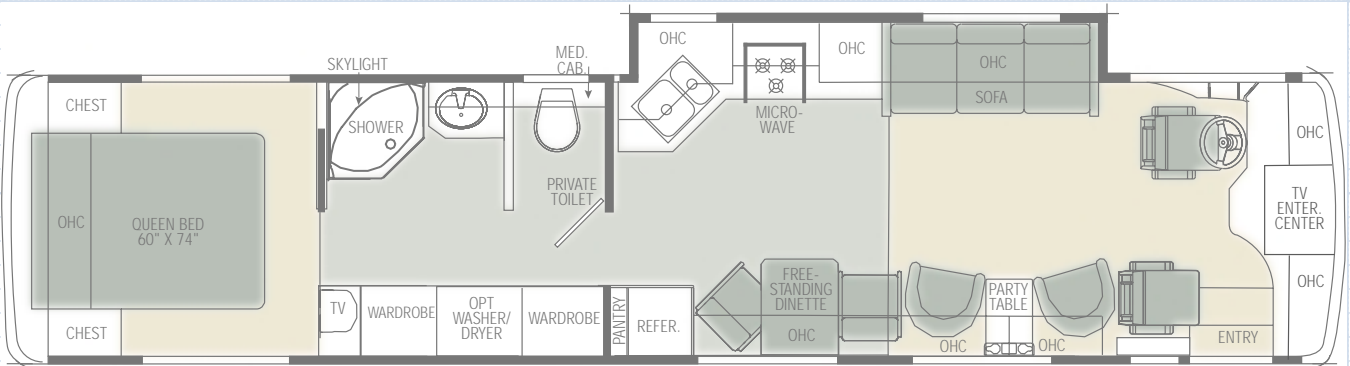 SKYLIGHT
MED.
CAB.
OHC
OHC
OHC
SOFA
MICRO-
WAVE
CHEST
SHOWER
OHC
PRIVATE
TOILET
OHC
QUEEN BED
60" X 74"
TV
ENTER.
CENTER
OHC
CHEST
TV
WARDROBE
OPT
WASHER/
DRYER
WARDROBE
PANTRY
REFER.
FREE-
STANDING
DINETTE
OHC
PARTY
TABLE
OHC
OHC
ENTRY